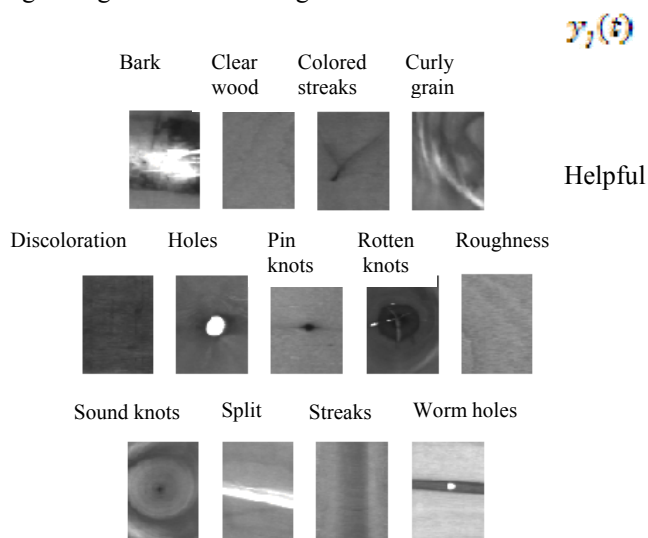 y_j(t)
Bark Clear Colored Curly
wood streaks grain
Helpful
Discoloration Holes Pin Rotten Roughness
knots knots
Sound knots Split Streaks Worm holes